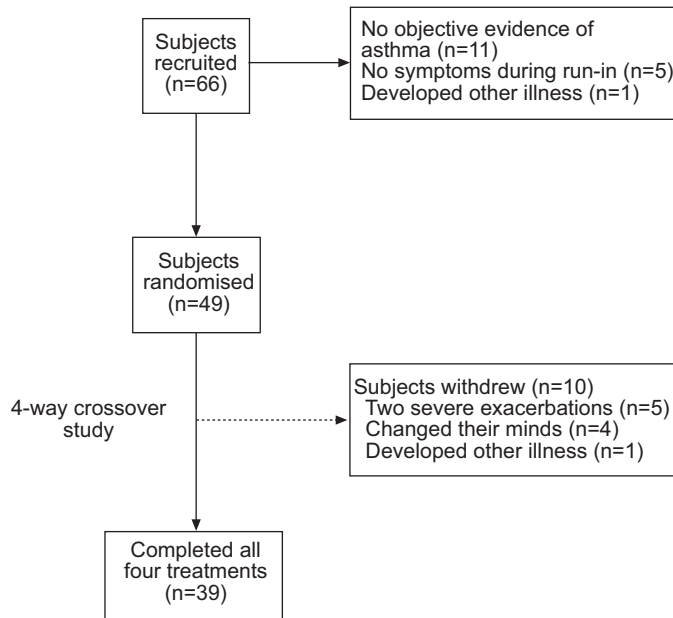 Subjects
recruited
(n=66)
No objective evidence of
asthma (n=11)
No symptoms during run-in (n=5)
Developed other illness (n=1)
Subjects
randomised
(n=49)
4-way crossover
study
Subjects withdrew (n=10)
Two severe exacerbations (n=5)
Changed their minds (n=4)
Developed other illness (n=1)
Completed all
four treatments
(n=39)